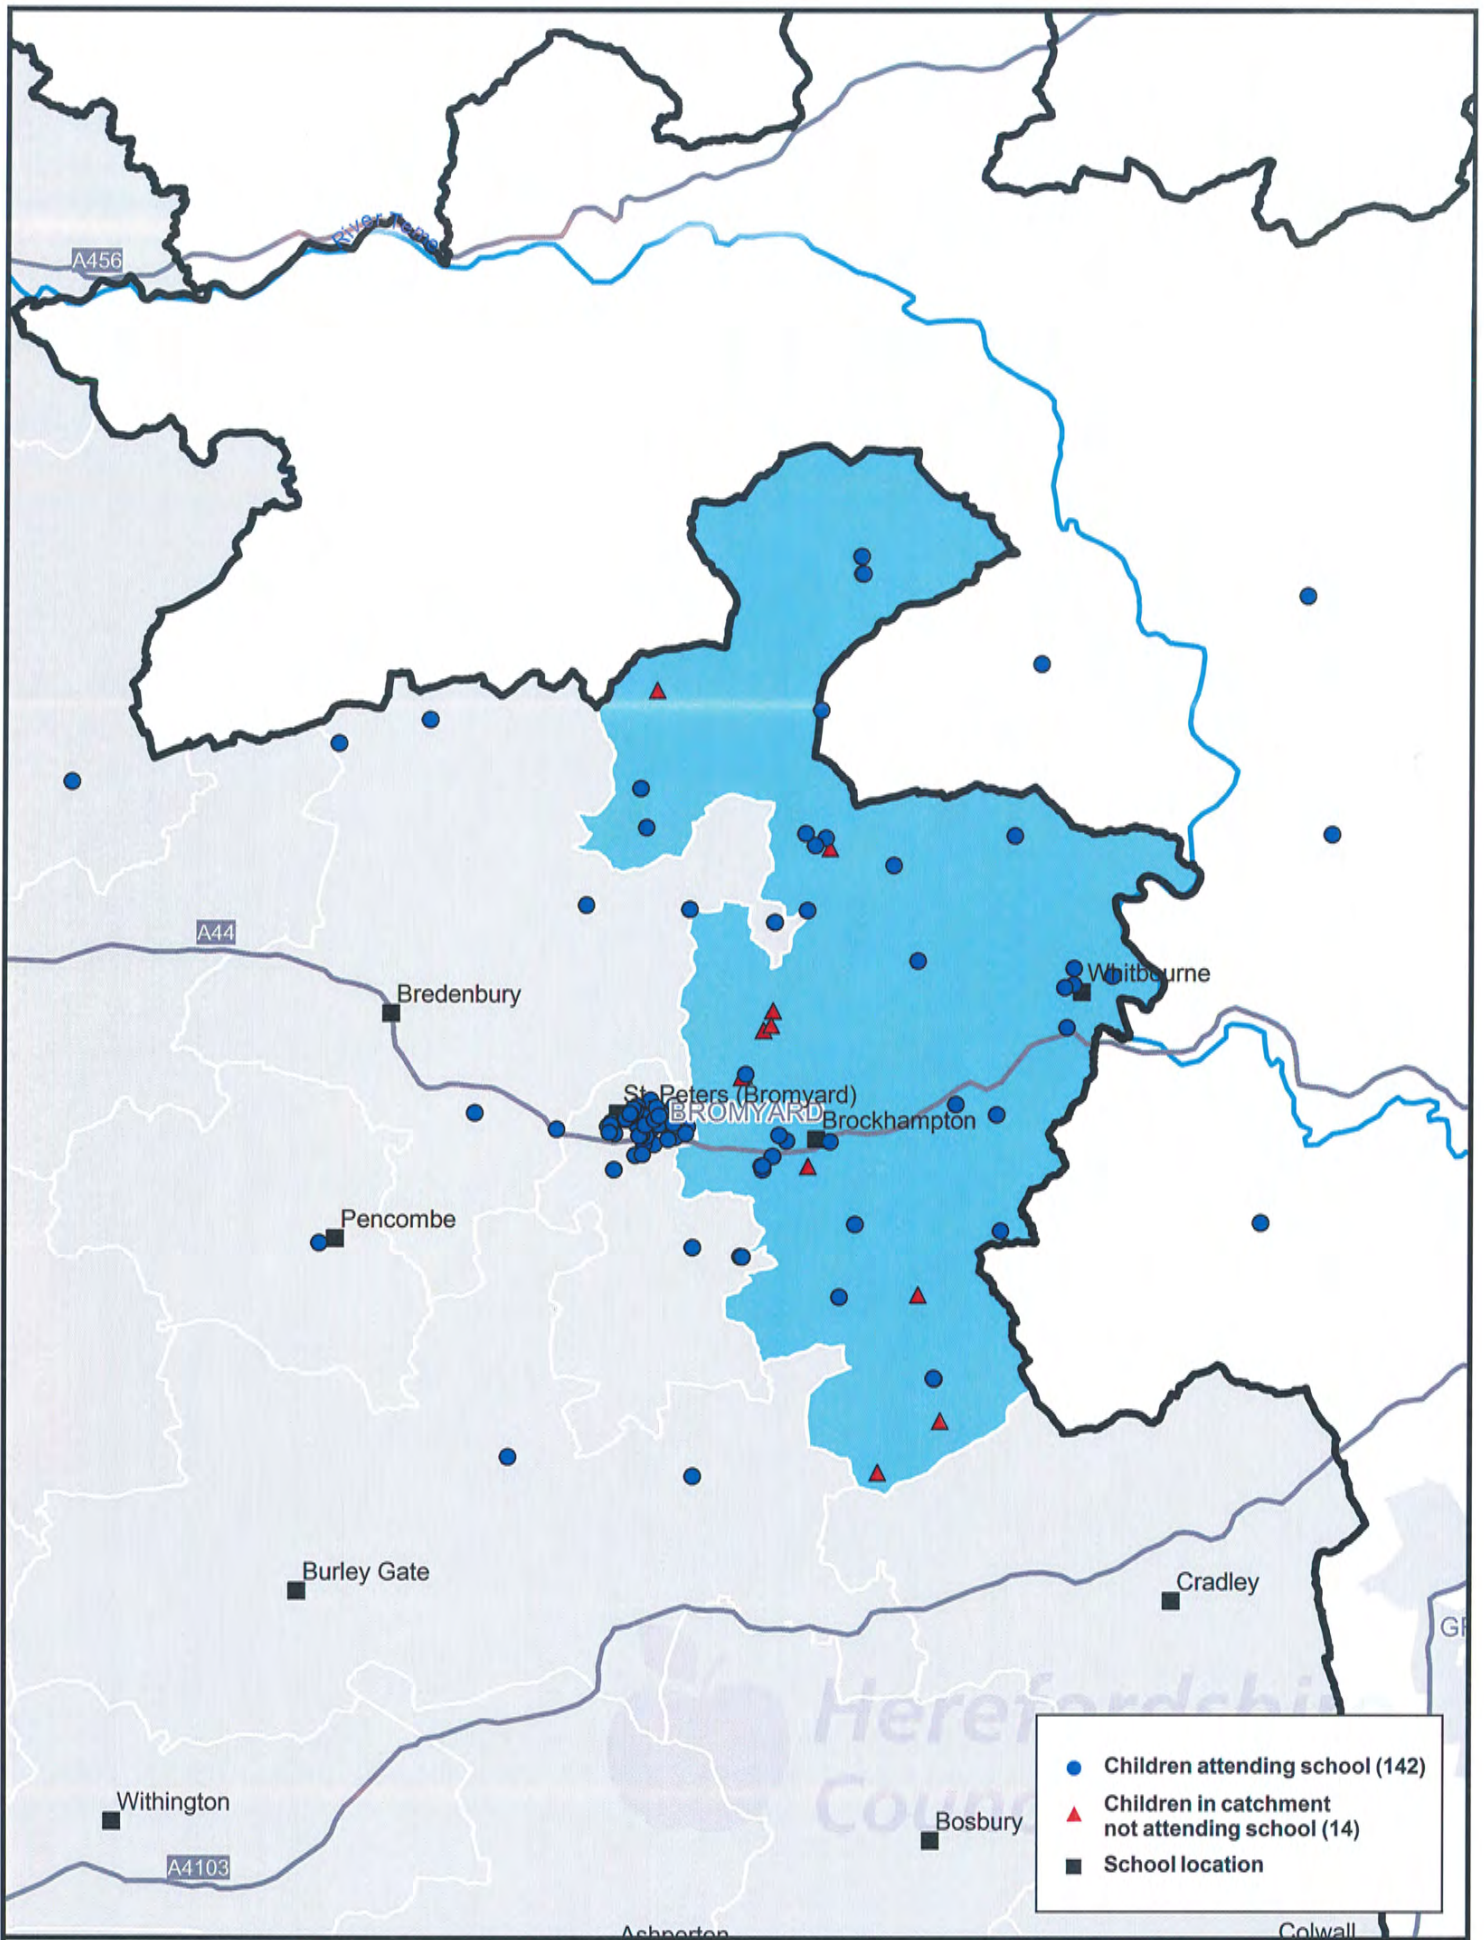 River Teme
A456
A44
Whitbourne
Bredenbury
St. Peters (Bromyard)
BROMYARD
Brockhampton
Pencombe
Burley Gate
Cradley
Herefordshire
Withington
Bosbury
A4103
Ashperton
Colwall
Children attending school (142)
Children in catchment
not attending school (14)
School location